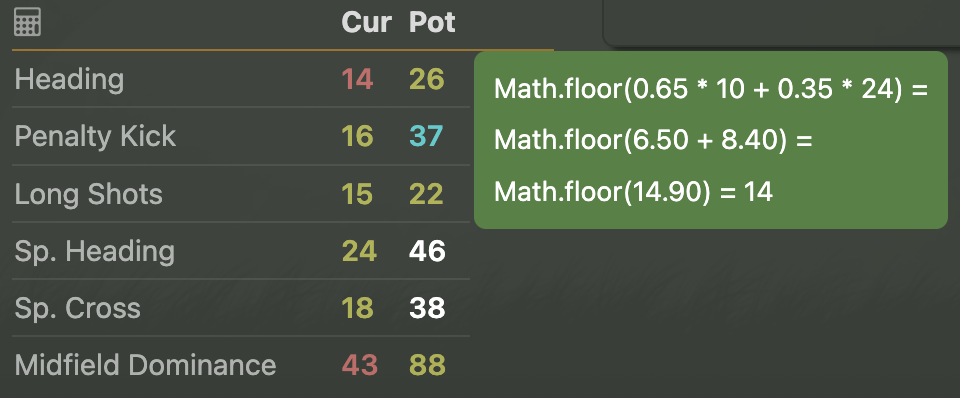 Cur Pot
Heading 14 26
Penalty Kick 16 37
Long Shots 15 22
Sp. Heading 24 46
Sp. Cross 18 38
Midfield Dominance 43 88
Math.floor(0.65 * 10 + 0.35 * 24) =
Math.floor(6.50 + 8.40) =
Math.floor(14.90) = 14